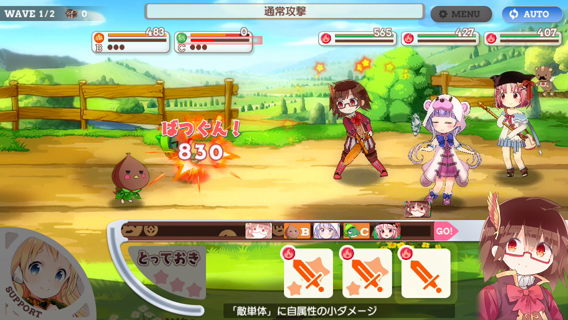 WAVE 1/2 0
通常攻撃
MENU
AUTO
483
B
0
C
565
427
407
ばつぐん！
830
B
C
GO!
とっておき
SUPPORT
「敵単体」に自属性の小ダメージ